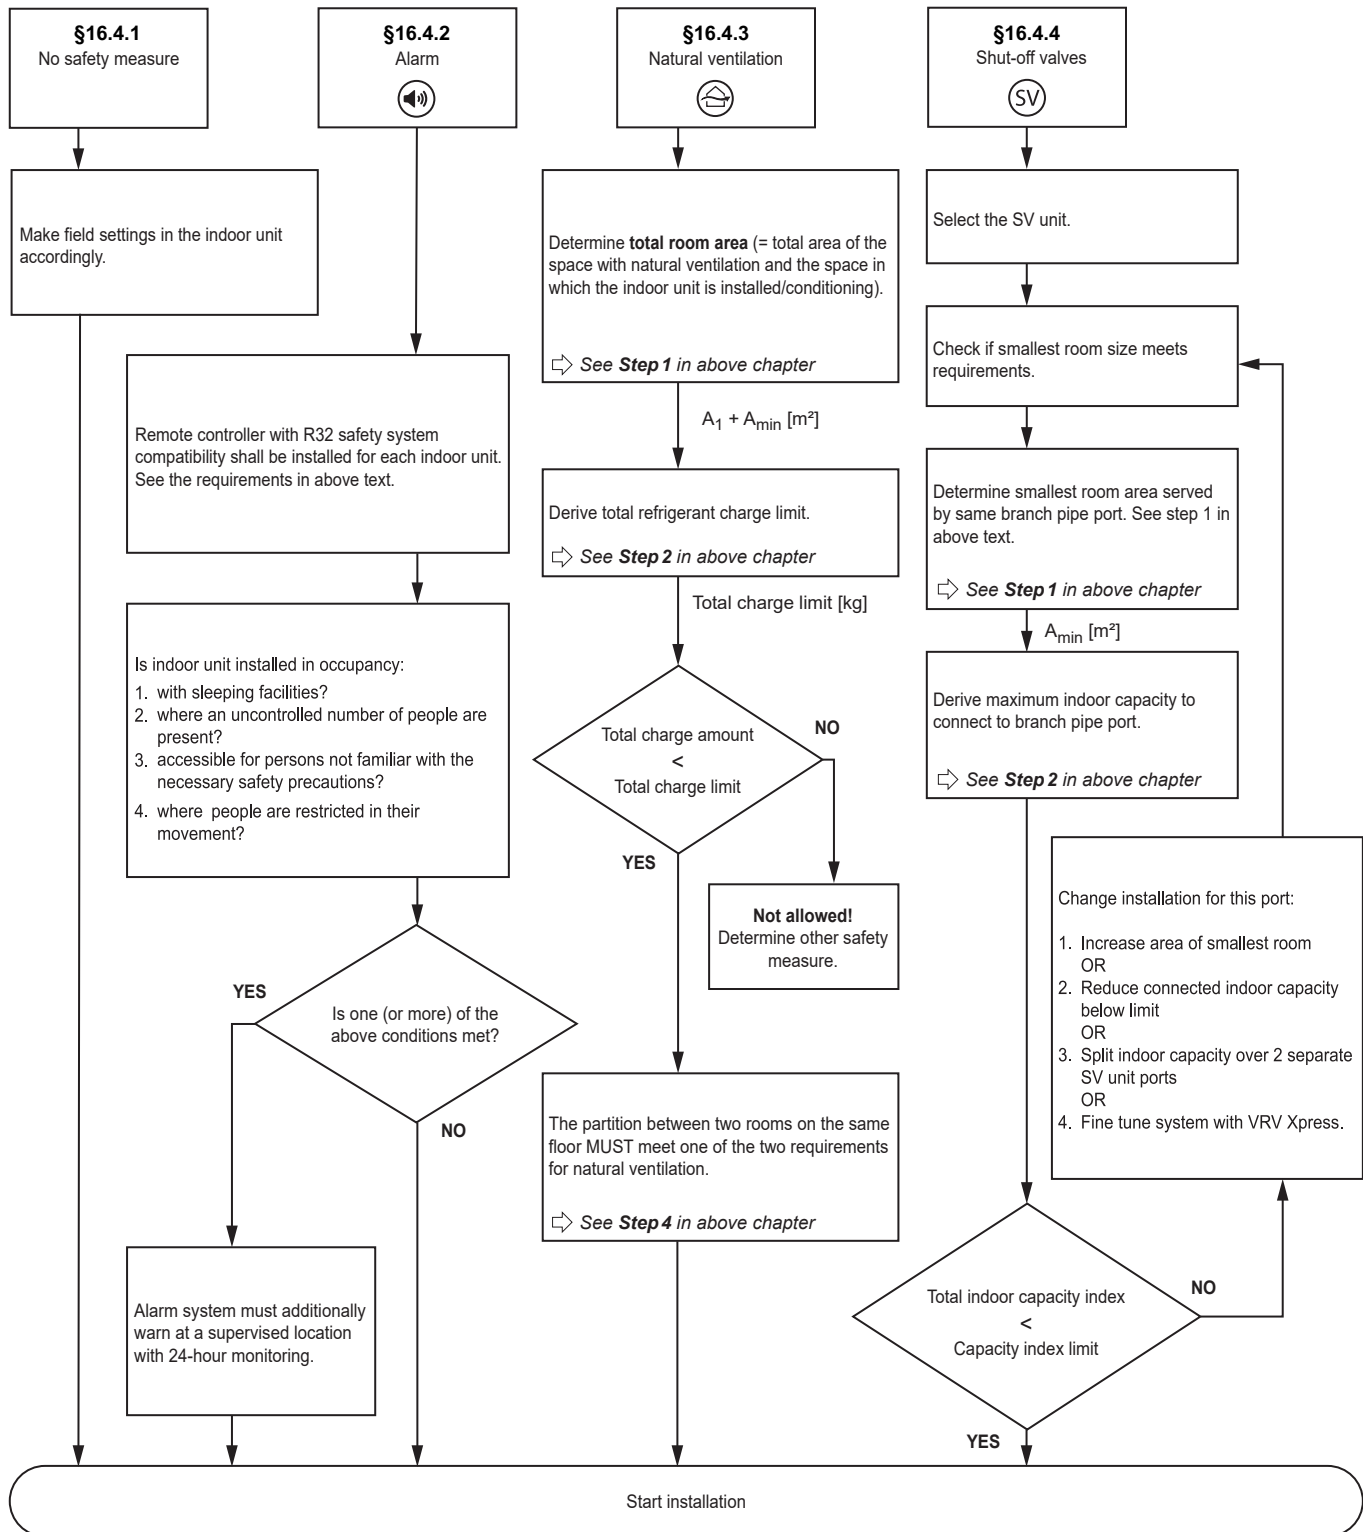 §16.4.1
No safety measure
§16.4.2
Alarm
§16.4.3
Natural ventilation
§16.4.4
Shut-off valves
SV
Make field settings in the indoor unit
accordingly.
Remote controller with R32 safety system
compatibility shall be installed for each indoor unit.
See the requirements in above text.
Is indoor unit installed in occupancy:
1. with sleeping facilities?
2. where an uncontrolled number of people are
present?
3. accessible for persons not familiar with the
necessary safety precautions?
4. where people are restricted in their
movement?
YES
Is one (or more) of the
above conditions met?
NO
Alarm system must additionally
warn at a supervised location
with 24-hour monitoring.
Determine total room area (= total area of the
space with natural ventilation and the space in
which the indoor unit is installed/conditioning).
See Step 1 in above chapter
A1 + Amin [m²]
Derive total refrigerant charge limit.
See Step 2 in above chapter
Total charge limit [kg]
Total charge amount
<
Total charge limit
NO
YES
Not allowed!
Determine other safety
measure.
The partition between two rooms on the same
floor MUST meet one of the two requirements
for natural ventilation.
See Step 4 in above chapter
Select the SV unit.
Check if smallest room size meets
requirements.
Determine smallest room area served
by same branch pipe port. See step 1 in
above text.
See Step 1 in above chapter
Amin [m²]
Derive maximum indoor capacity to
connect to branch pipe port.
See Step 2 in above chapter
Change installation for this port:
1. Increase area of smallest room
OR
2. Reduce connected indoor capacity
below limit
OR
3. Split indoor capacity over 2 separate
SV unit ports
OR
4. Fine tune system with VRV Xpress.
Total indoor capacity index
<
Capacity index limit
NO
YES
Start installation